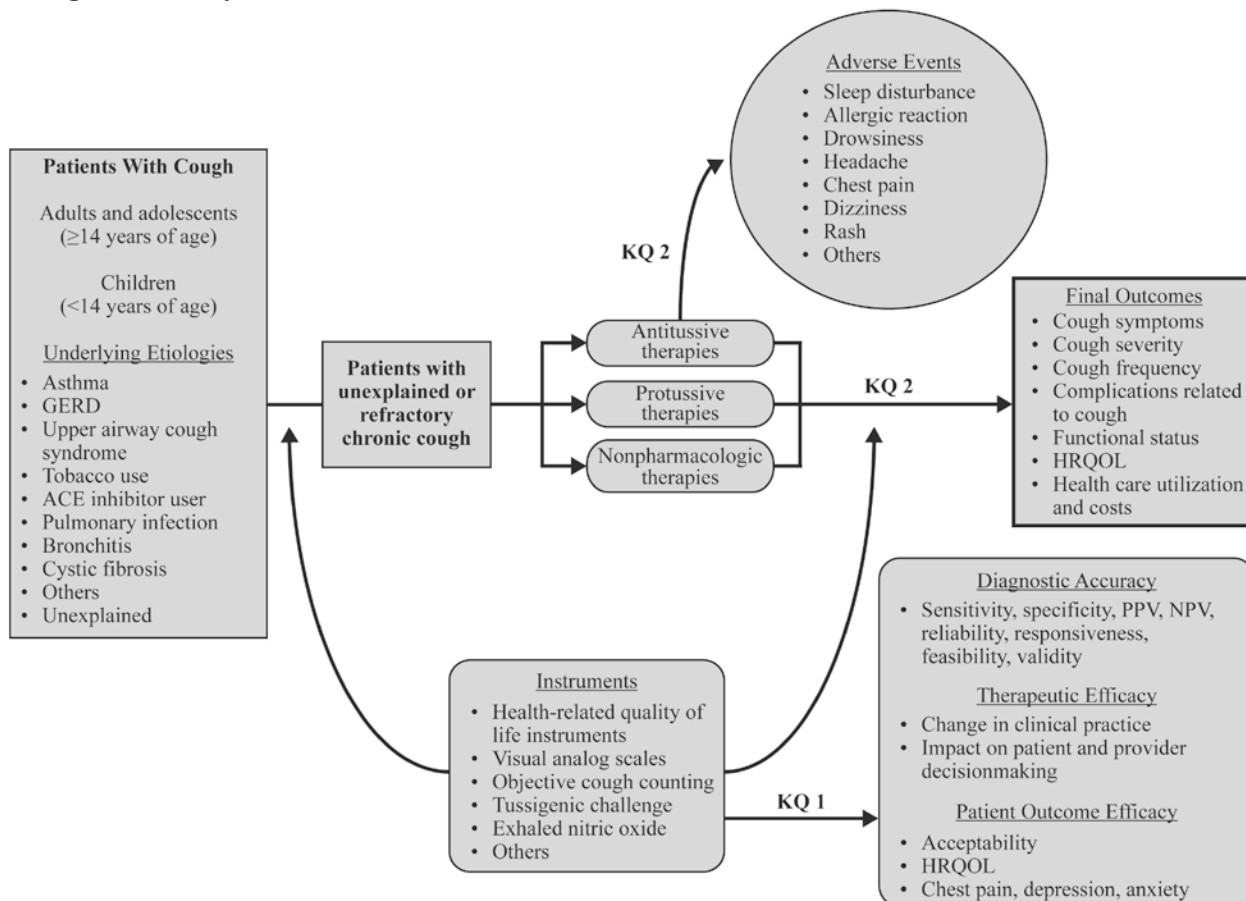 Adverse Events
• Sleep disturbance
• Allergic reaction
• Drowsiness
• Headache
• Chest pain
• Dizziness
• Rash
• Others
Patients With Cough
Adults and adolescents
(≥14 years of age)
Children
(<14 years of age)
Underlying Etiologies
• Asthma
• GERD
• Upper airway cough
syndrome
• Tobacco use
• ACE inhibitor user
• Pulmonary infection
• Bronchitis
• Cystic fibrosis
• Others
• Unexplained
Patients with
unexplained or
refractory
chronic cough
KQ 2
Antitussive
therapies
Protussive
therapies
Nonpharmacologic
therapies
KQ 2
Final Outcomes
• Cough symptoms
• Cough severity
• Cough frequency
• Complications related
to cough
• Functional status
• HRQOL
• Health care utilization
and costs
Instruments
• Health-related quality of
life instruments
• Visual analog scales
• Objective cough counting
• Tussigenic challenge
• Exhaled nitric oxide
• Others
KQ 1
Diagnostic Accuracy
• Sensitivity, specificity, PPV, NPV,
reliability, responsiveness,
feasibility, validity
Therapeutic Efficacy
• Change in clinical practice
• Impact on patient and provider
decisionmaking
Patient Outcome Efficacy
• Acceptability
• HRQOL
• Chest pain, depression, anxiety